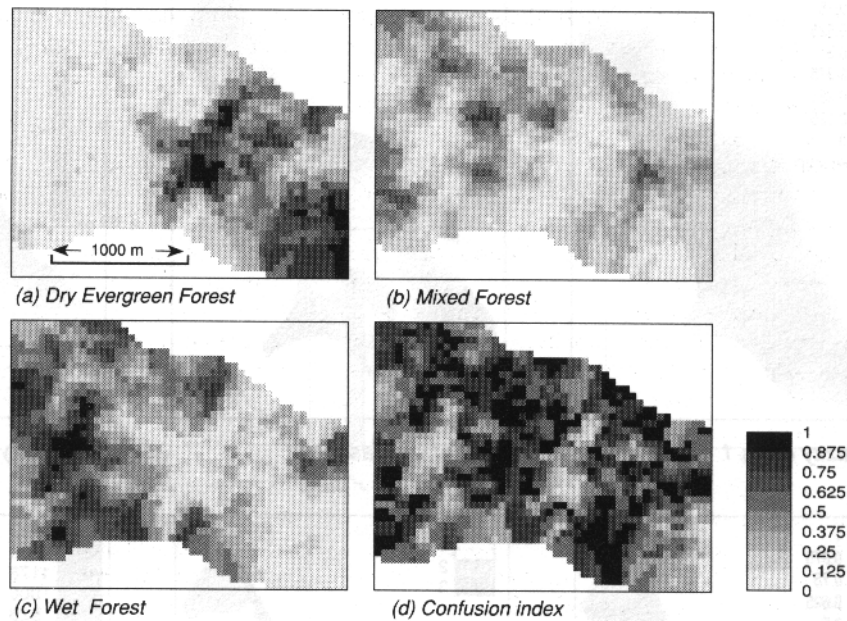 1000 m
(a) Dry Evergreen Forest
(b) Mixed Forest
(c) Wet Forest
(d) Confusion index
1
0.875
0.75
0.625
0.5
0.375
0.25
0.125
0